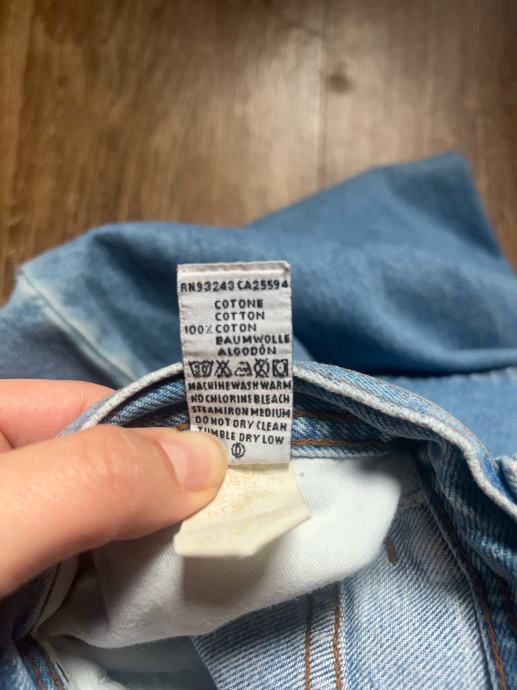 RN93243 CA25594
COTONE
COTTON
100% COTON
BAUMWOLLE
ALGODÓN
MACHINE WASH WARM
NO CHLORINE BLEACH
STEAM IRON MEDIUM
DO NOT DRY CLEAN
TUMBLE DRY LOW